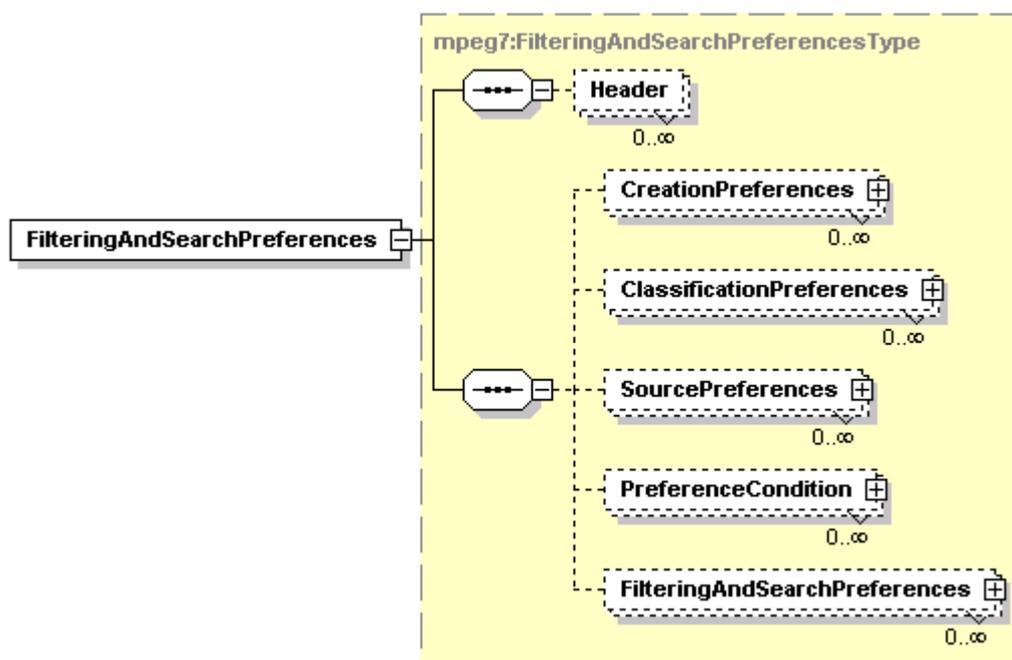 mpeg7:FilteringAndSearchPreferencesType
Header
0..∞
CreationPreferences
0..∞
FilteringAndSearchPreferences
ClassificationPreferences
0..∞
SourcePreferences
0..∞
PreferenceCondition
0..∞
FilteringAndSearchPreferences
0..∞